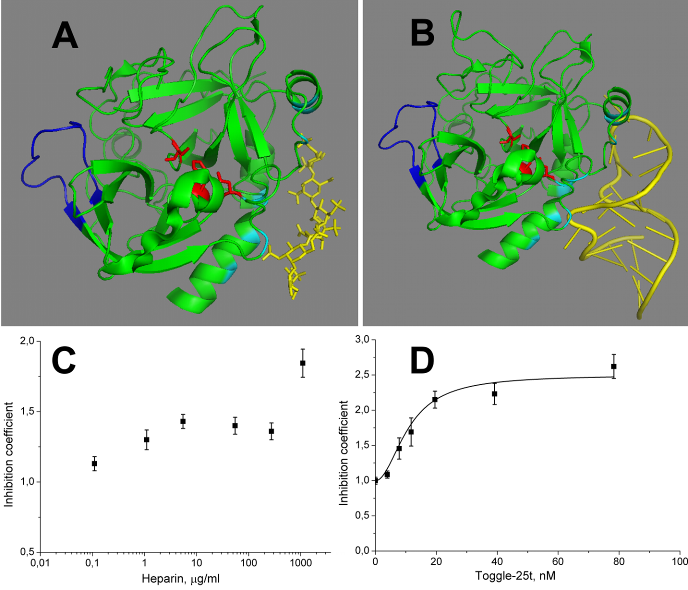 A
B
C
2,0
1,5
1,0
0,5
Inhibition coefficient
0,01
0,1
1
10
100
1000
Heparin, μg/ml
D
3,0
2,5
2,0
1,5
1,0
0,5
0,0
Inhibition coefficient
0
20
40
60
80
100
Toggle-25t, nM